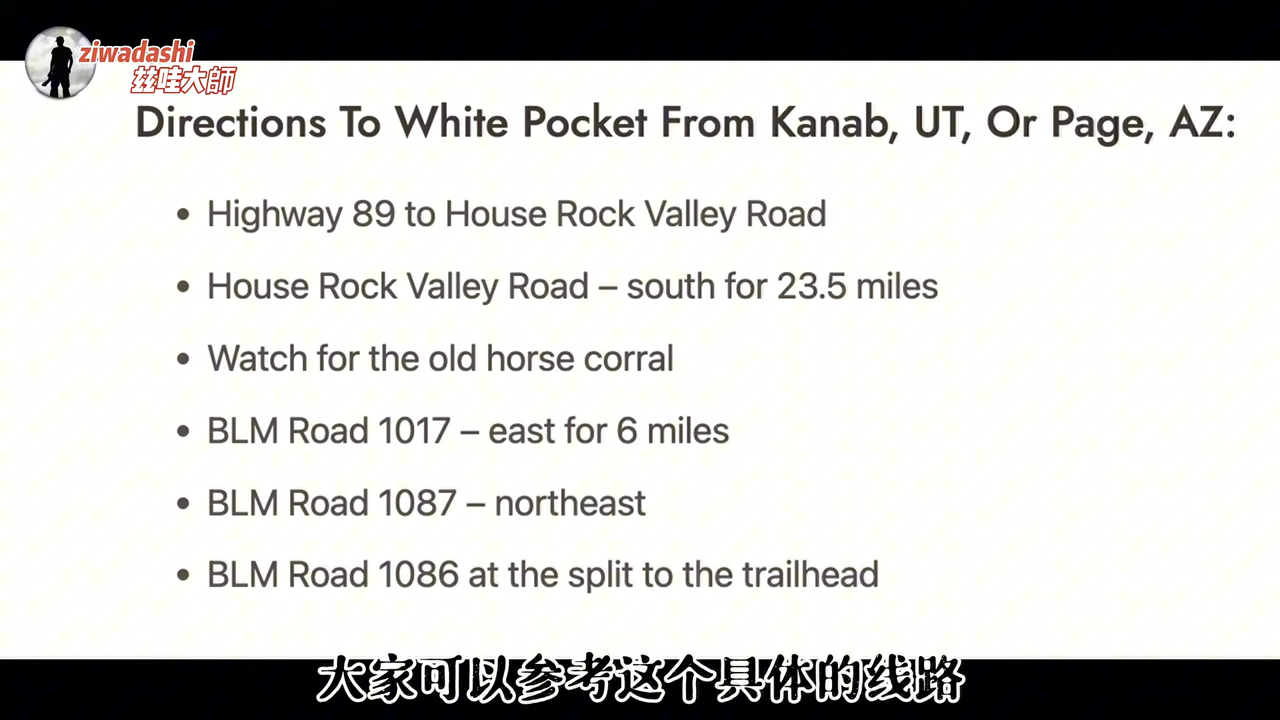 ziwadashi
兹哇大師
Directions To White Pocket From Kanab, UT, Or Page, AZ:
• Highway 89 to House Rock Valley Road
• House Rock Valley Road – south for 23.5 miles
• Watch for the old horse corral
• BLM Road 1017 – east for 6 miles
• BLM Road 1087 – northeast
• BLM Road 1086 at the split to the trailhead
大家可以参考这个具体的线路